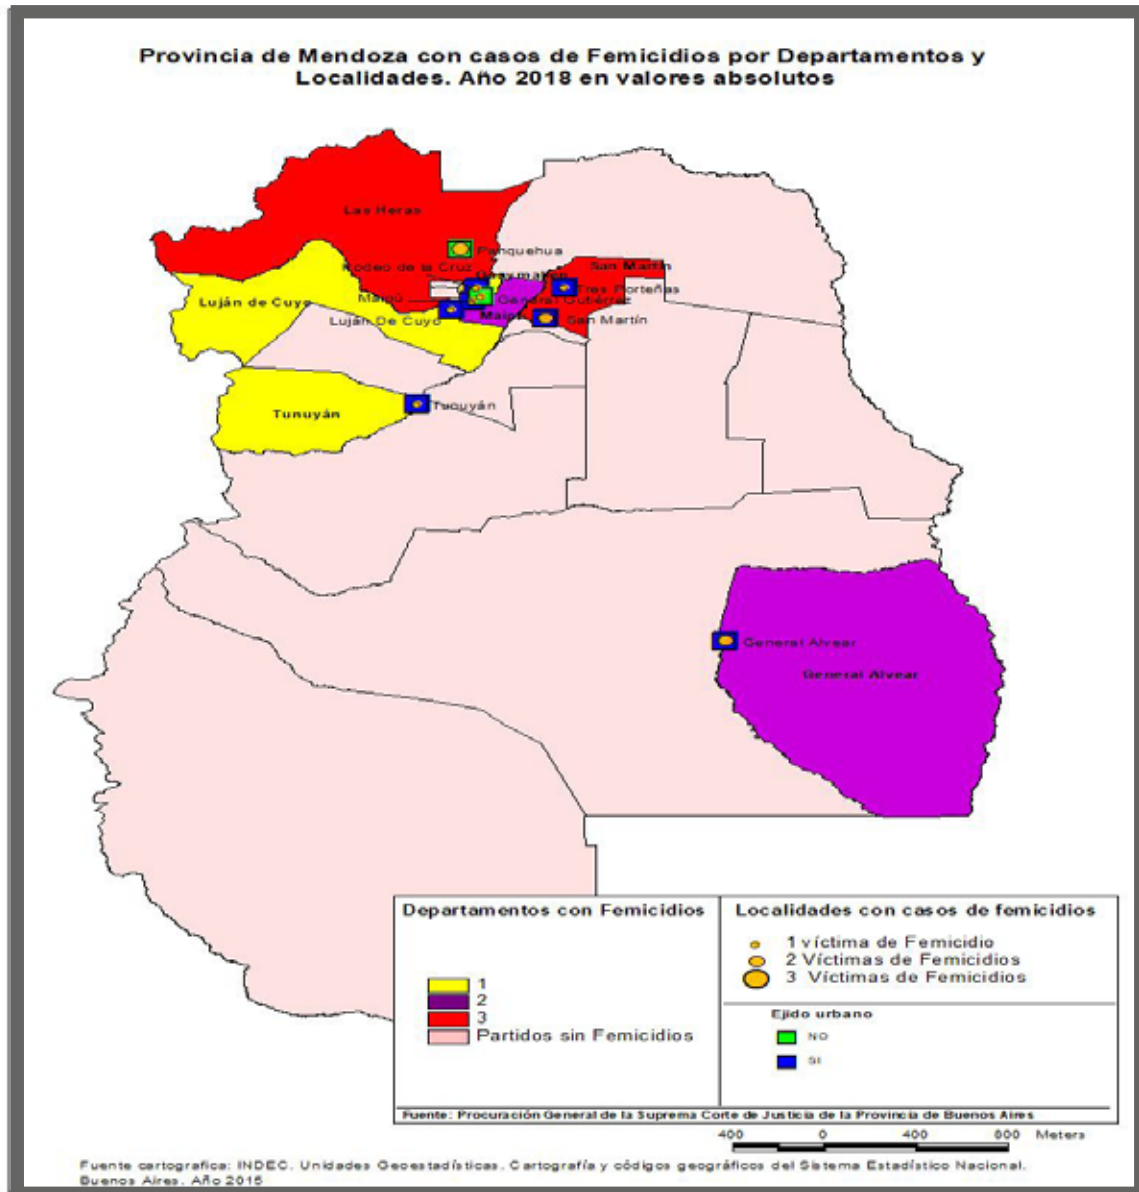 Provincia de Mendoza con casos de Femicidios por Departamentos y
Localidades. Año 2018 en valores absolutos
Las Heras
Panquehua
Rodeo de la Cruz
Guaymallén
San Martín
Tres Porteñas
Luján de Cuyo
Maipú
General Gutiérrez
Luján De Cuyo
Maipú
San Martín
Tunuyán
Tunuyán
General Alvear
General Alvear
Departamentos con Femicidios
1
2
3
Partidos sin Femicidios
Localidades con casos de femicidios
1 víctima de Femicidio
2 Víctimas de Femicidios
3 Víctimas de Femicidios
Ejido urbano
NO
SI
Fuente: Procuración General de la Suprema Corte de Justicia de la Provincia de Buenos Aires
400 0 400 800 Meters
Fuente cartografica: INDEC. Unidades Geoestadísticas. Cartografía y códigos geográficos del Sistema Estadístico Nacional.
Buenos Aires. Año 2015